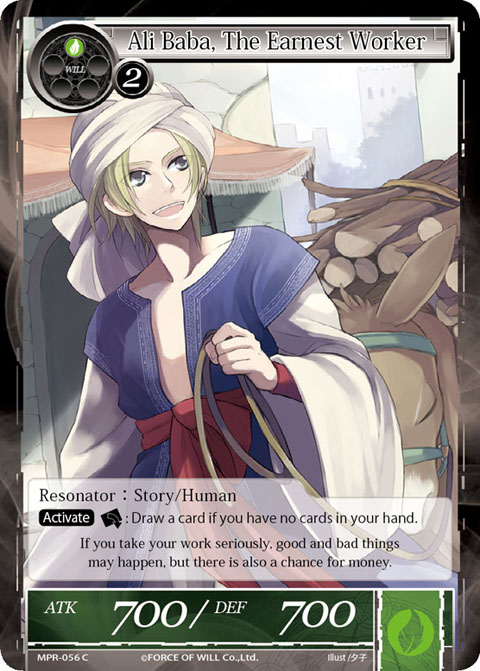 Ali Baba, The Earnest Worker
WILL
2
Resonator : Story/Human
Activate : Draw a card if you have no cards in your hand.
If you take your work seriously, good and bad things
may happen, but there is also a chance for money.
ATK 700 / DEF 700
MPR-056 C ©FORCE OF WILL Co.,Ltd. Illust/夕子